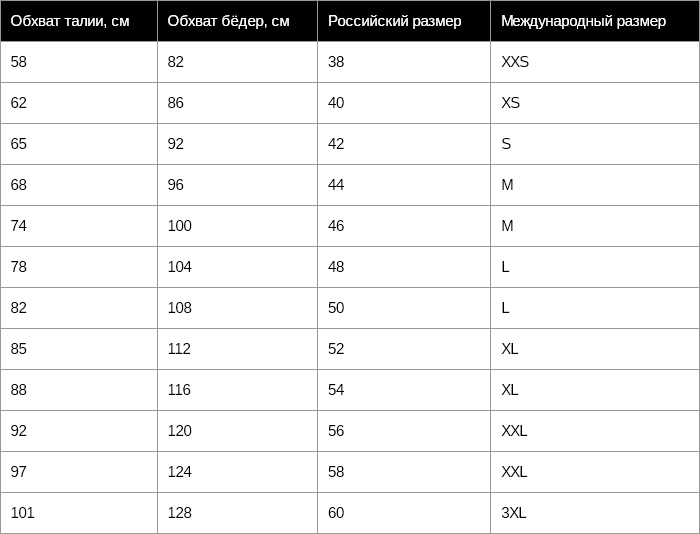 Обхват талии, см Обхват бёдер, см Российский размер Международный размер
58 82 38 XXS
62 86 40 XS
65 92 42 S
68 96 44 M
74 100 46 M
78 104 48 L
82 108 50 L
85 112 52 XL
88 116 54 XL
92 120 56 XXL
97 124 58 XXL
101 128 60 3XL